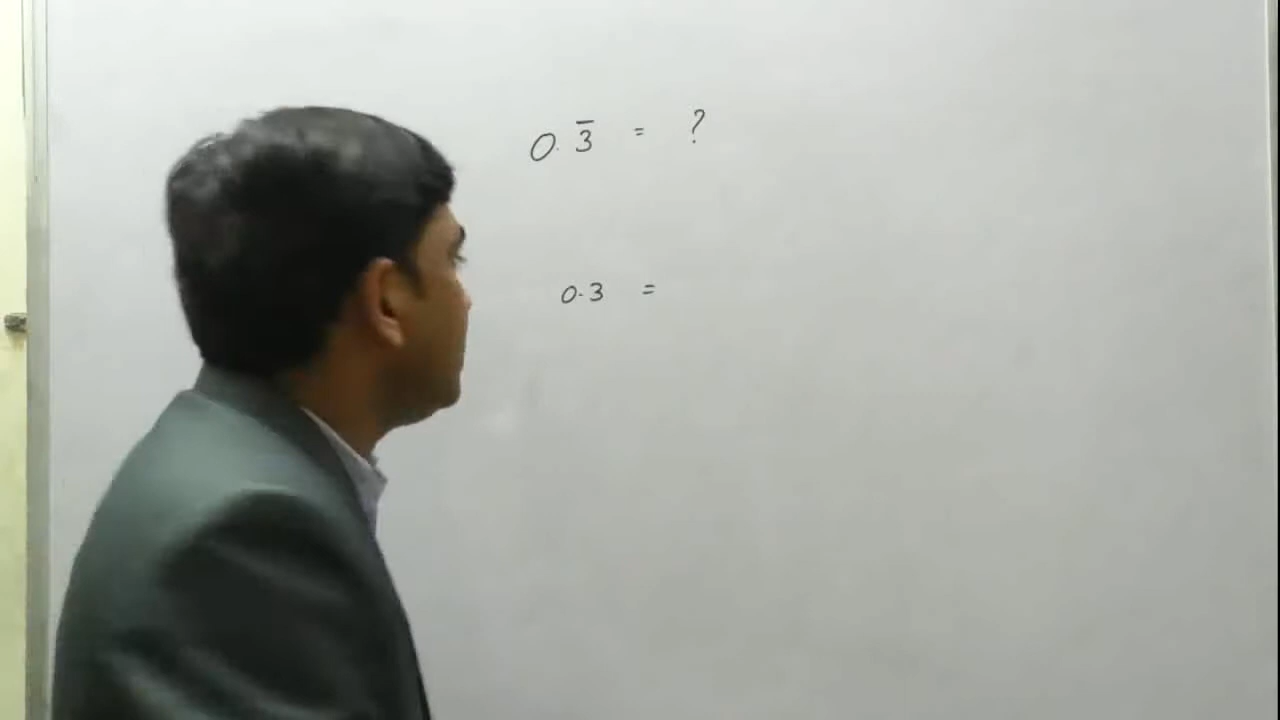 0.3̅ = ?
0.3 =